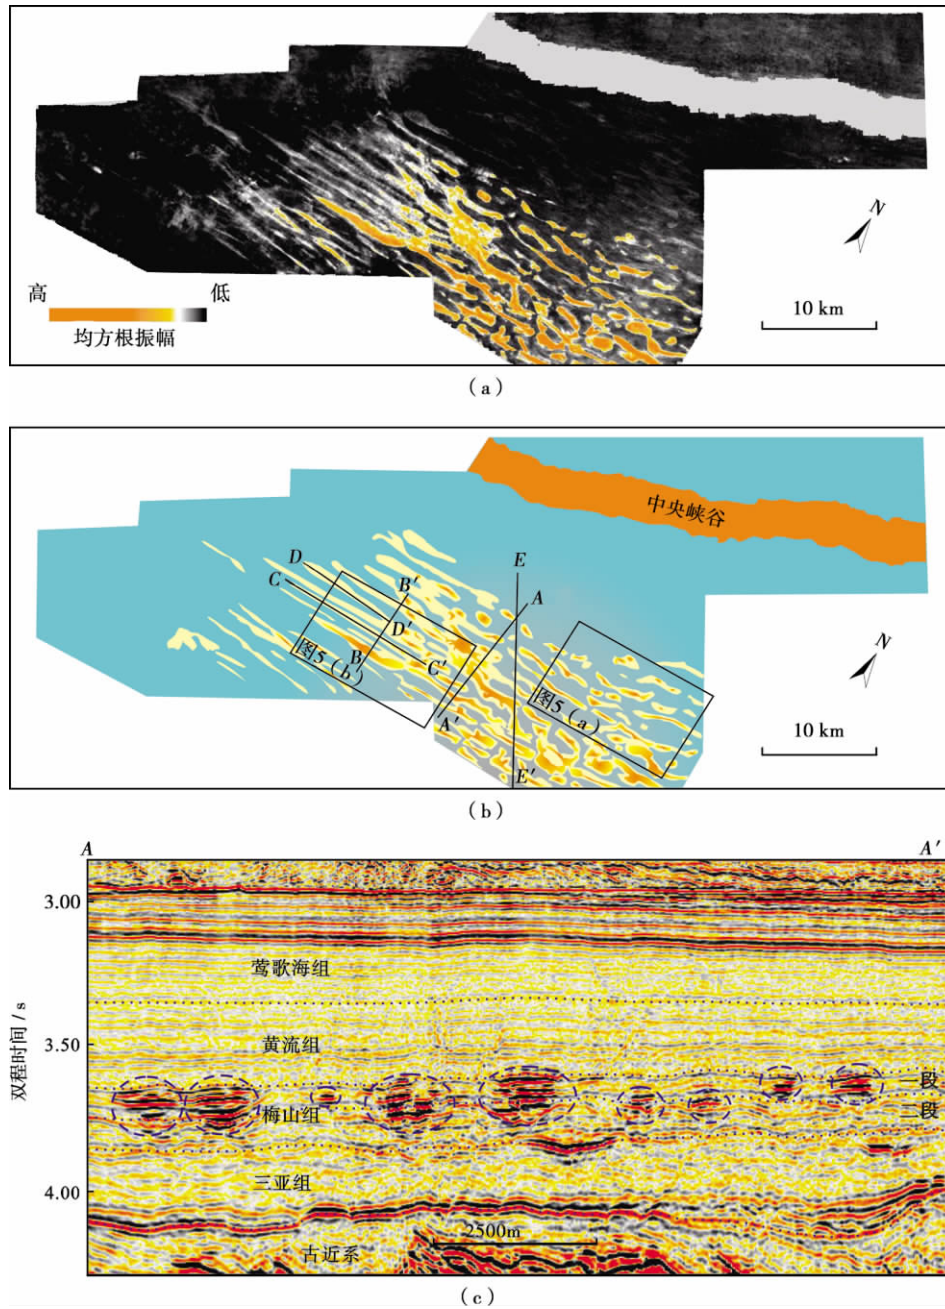 N
高 低
均方根振幅
10 km
(a)
中央峡谷
E
D
B′
A
C
N
D′
图5(b)
B
C′
图5(a)
A′
10 km
E′
(b)
A A′
3.00
莺歌海组
3.50
黄流组
双程时间/s
一段
梅山组
二段
三亚组
4.00
2500m
古近系
(c)